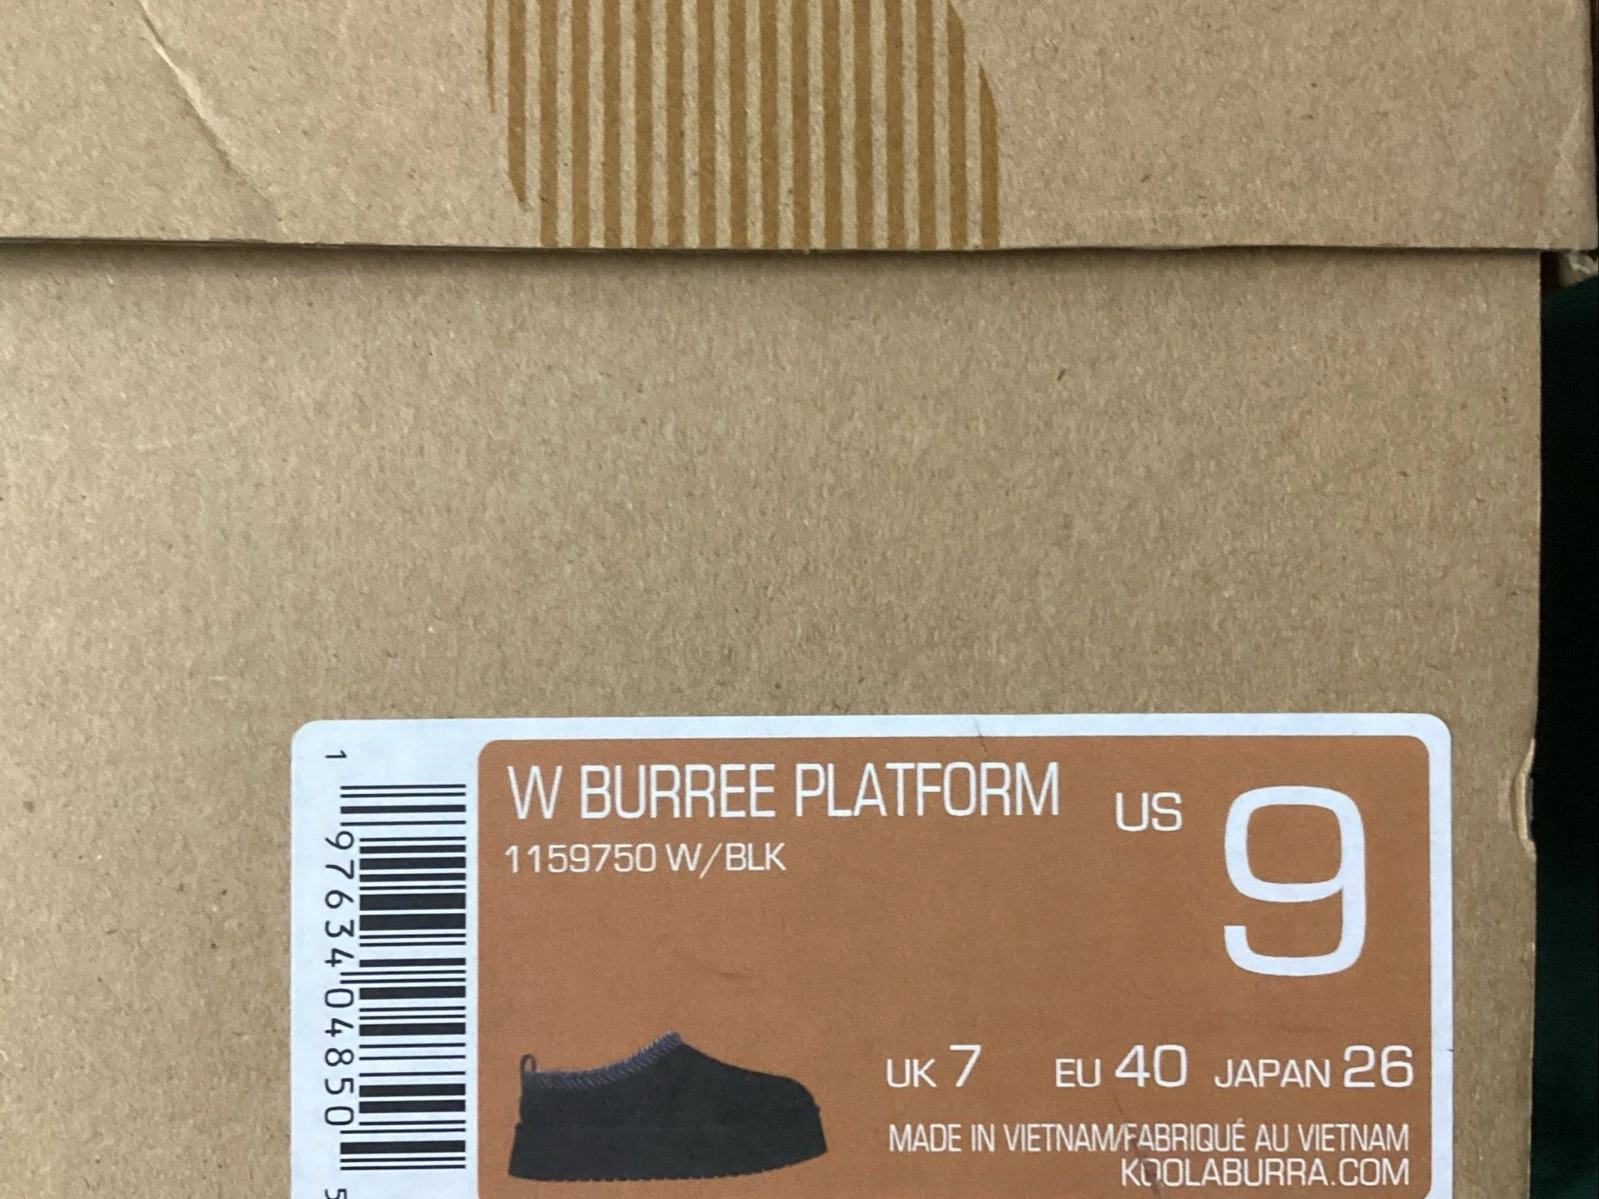 W BURREE PLATFORM
1159750 W/BLK
US 9
UK 7 EU 40 JAPAN 26
MADE IN VIETNAM/FABRIQUÉ AU VIETNAM
KOOLABURRA.COM
1 97634 04850 5